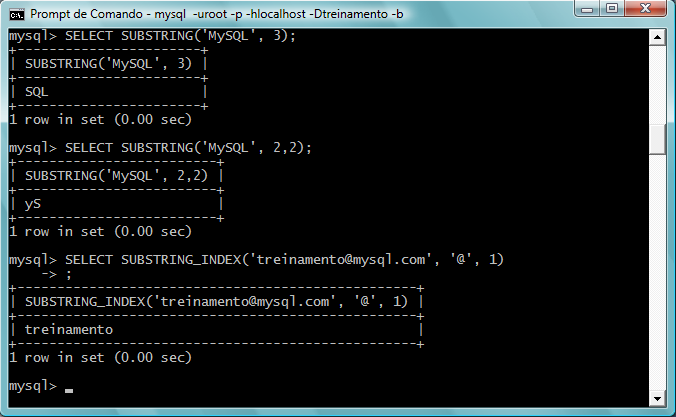 Prompt de Comando - mysql  -uroot -p -hlocalhost -Dtreinamento -b
mysql> SELECT SUBSTRING('MySQL', 3);
+-----------------------+
| SUBSTRING('MySQL', 3) |
+-----------------------+
| SQL                   |
+-----------------------+
1 row in set (0.00 sec)
mysql> SELECT SUBSTRING('MySQL', 2,2);
+-------------------------+
| SUBSTRING('MySQL', 2,2) |
+-------------------------+
| yS                      |
+-------------------------+
1 row in set (0.00 sec)
mysql> SELECT SUBSTRING_INDEX('treinamento@mysql.com', '@', 1)
    -> ;
+--------------------------------------------------+
| SUBSTRING_INDEX('treinamento@mysql.com', '@', 1) |
+--------------------------------------------------+
| treinamento                                      |
+--------------------------------------------------+
1 row in set (0.00 sec)
mysql> _